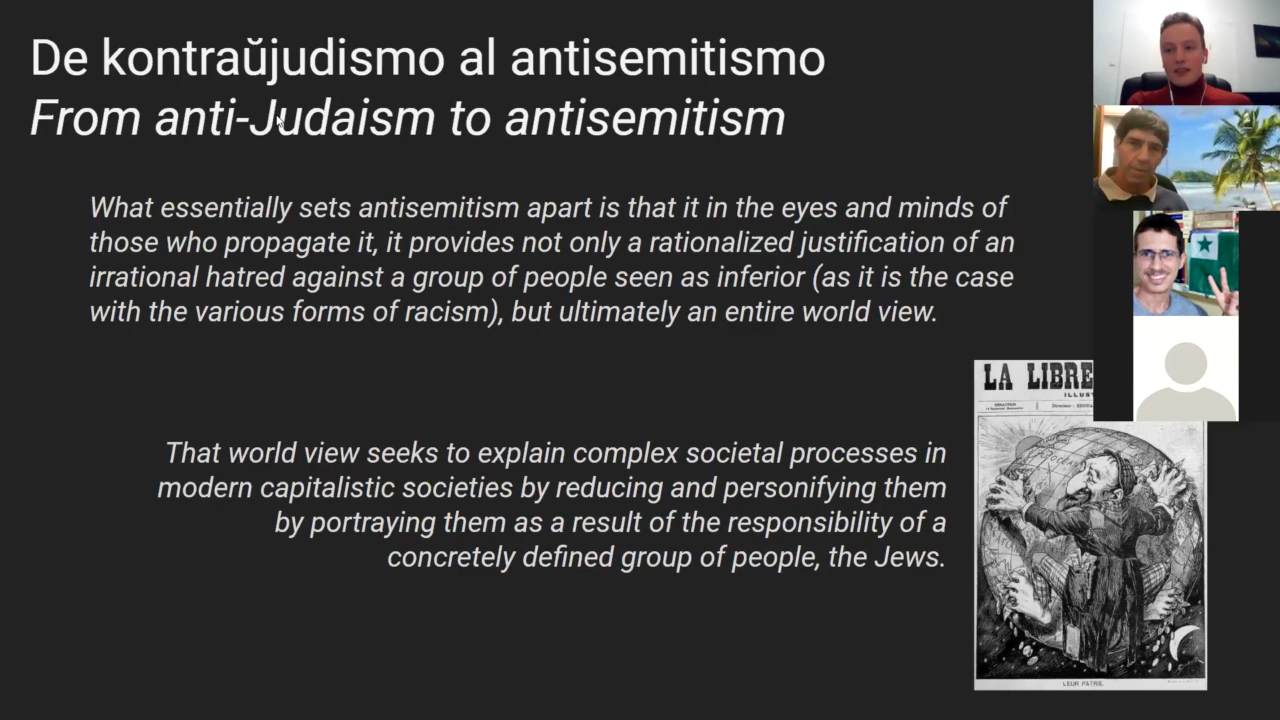 De kontraŭjudismo al antisemitismo
From anti-Judaism to antisemitism
What essentially sets antisemitism apart is that it in the eyes and minds of
those who propagate it, it provides not only a rationalized justification of an
irrational hatred against a group of people seen as inferior (as it is the case
with the various forms of racism), but ultimately an entire world view.
That world view seeks to explain complex societal processes in
modern capitalistic societies by reducing and personifying them
by portraying them as a result of the responsibility of a
concretely defined group of people, the Jews.
LA LIBRE
ILLUS
LEUR PATRIE.